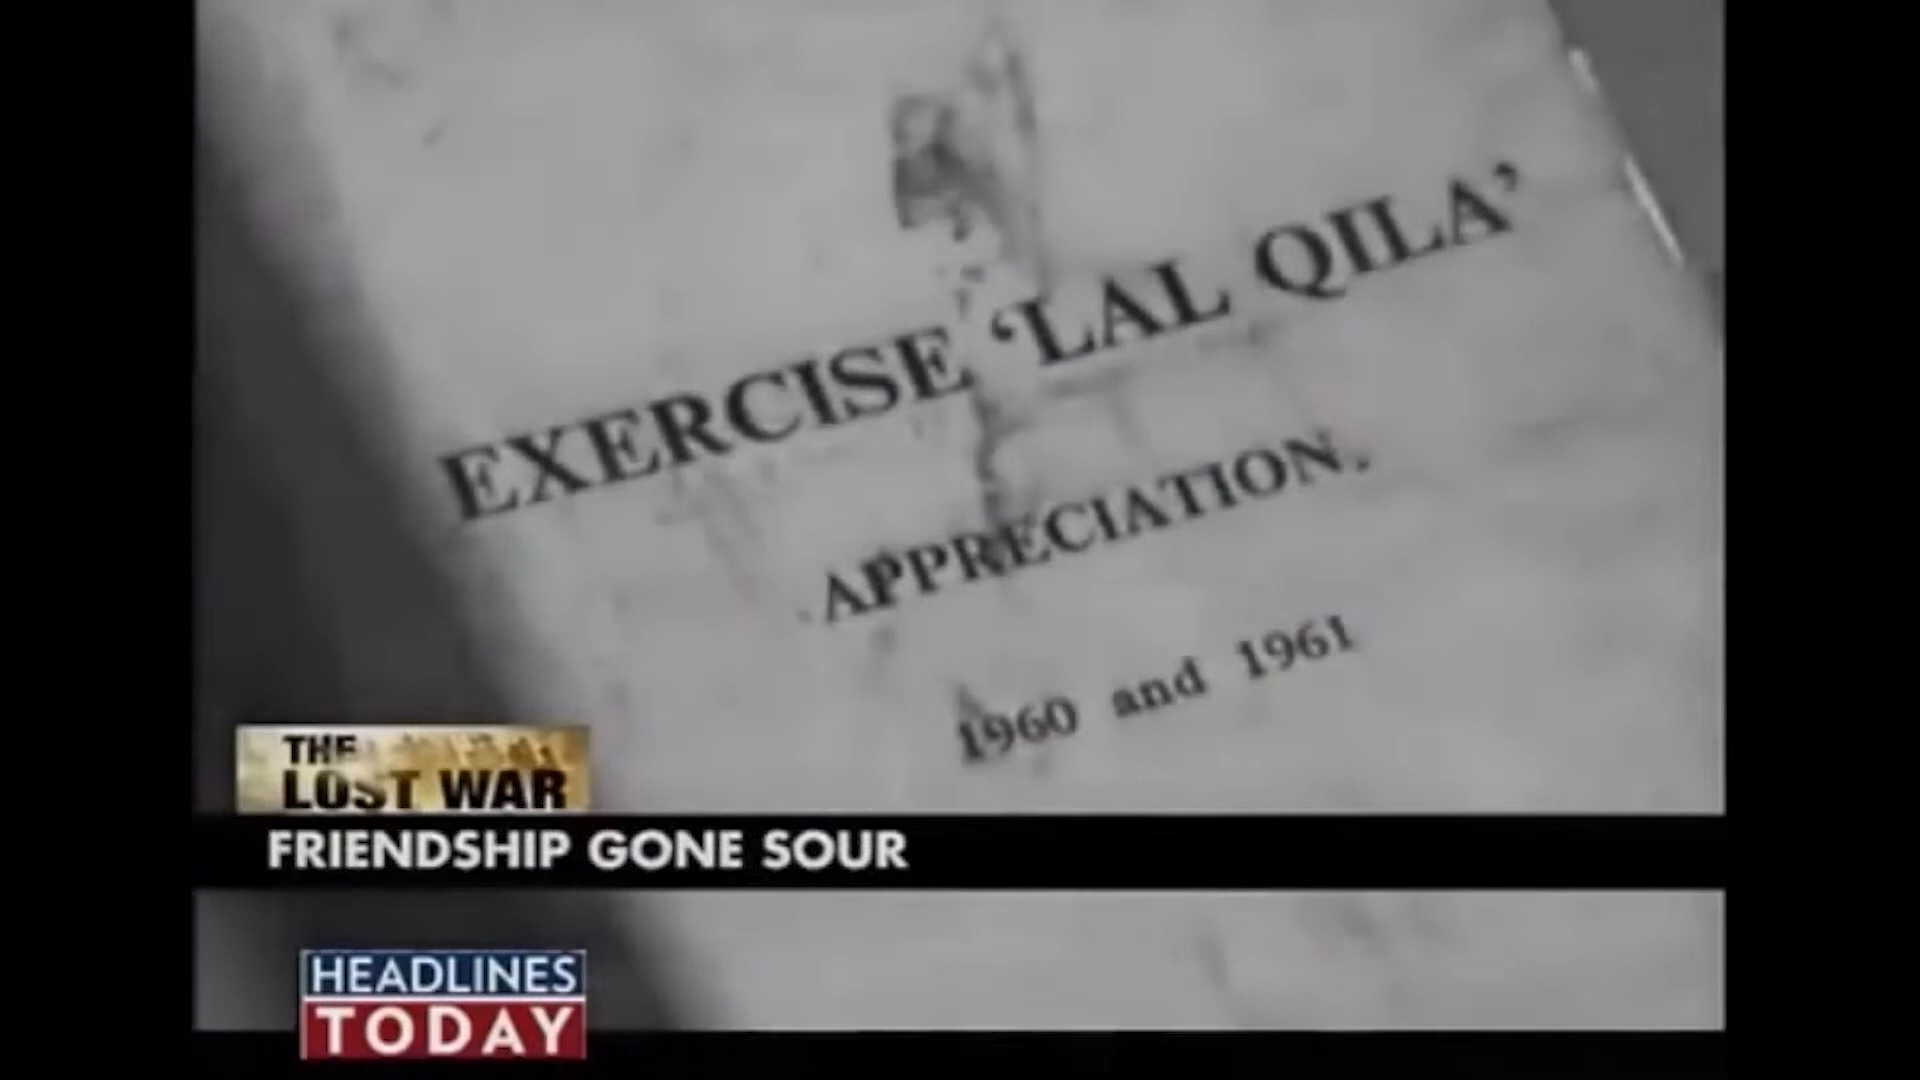 EXERCISE ‘LAL QILA’
APPRECIATION.
1960 and 1961
THE
LOST WAR
FRIENDSHIP GONE SOUR
HEADLINES
TODAY